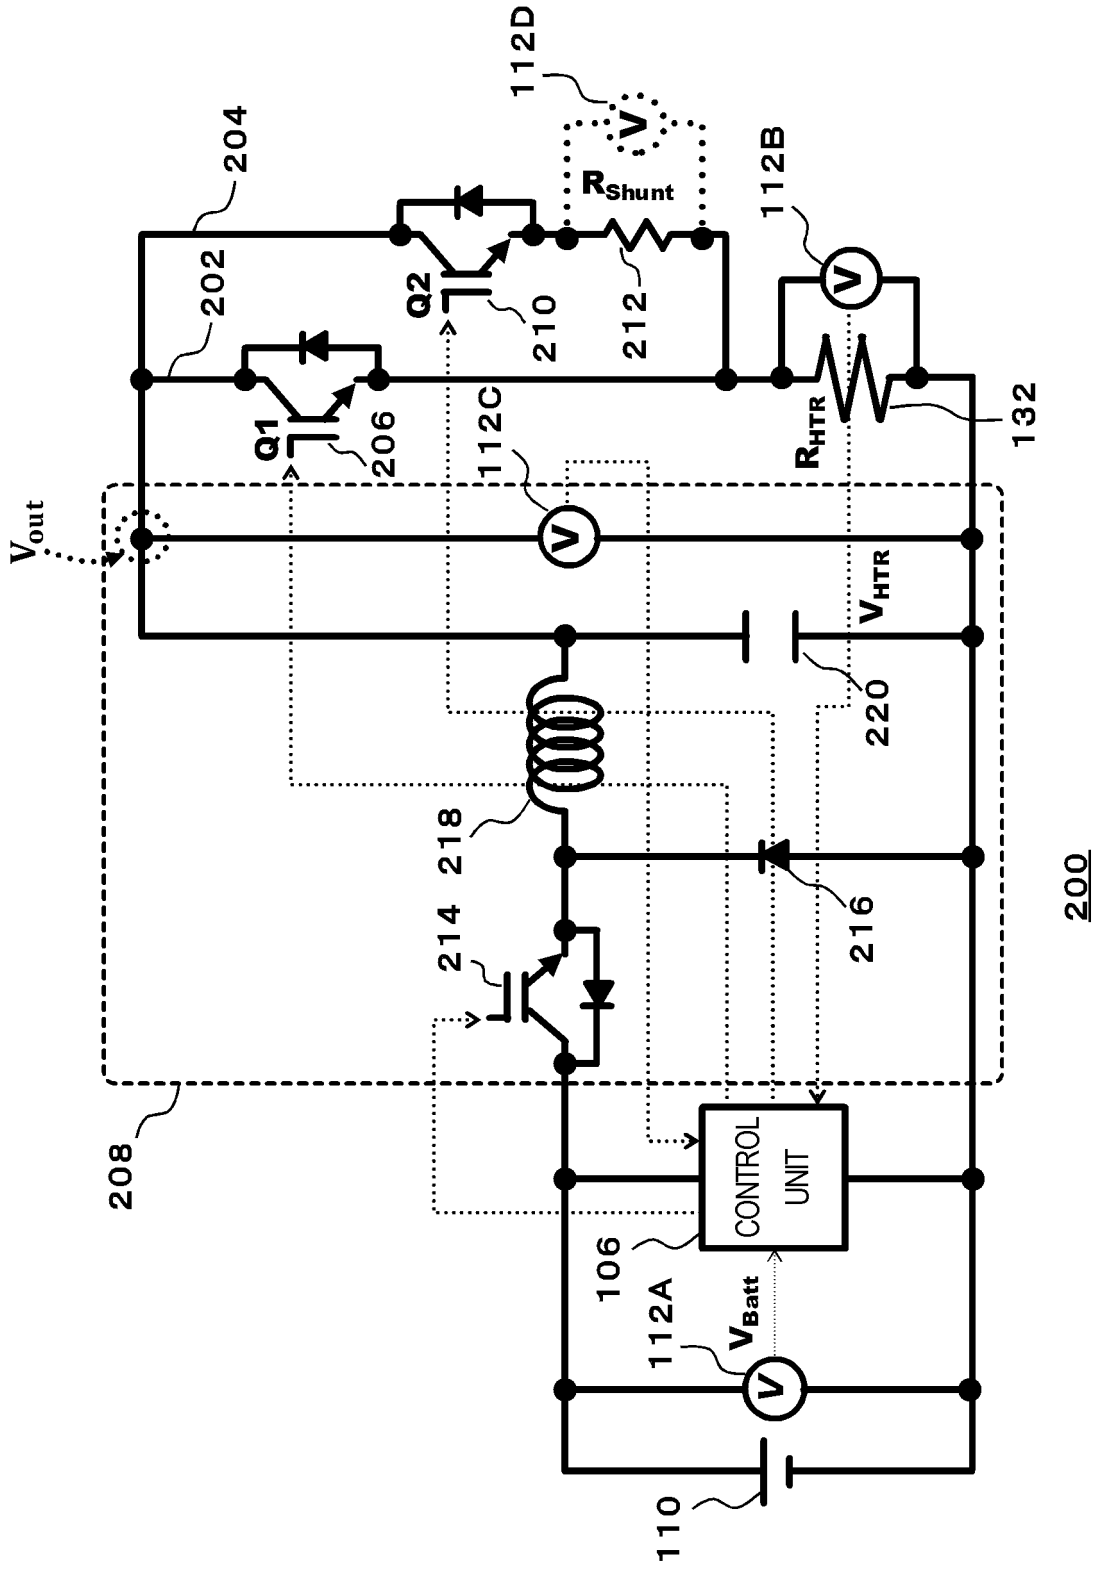 208
Vout
202
204
Q1
206
Q2
210
RShunt
212
112D
214
218
112C
112B
106
CONTROL
UNIT
112A
VBatt
110
216
220
VHTR
RHTR
132
200
V
V
V
V